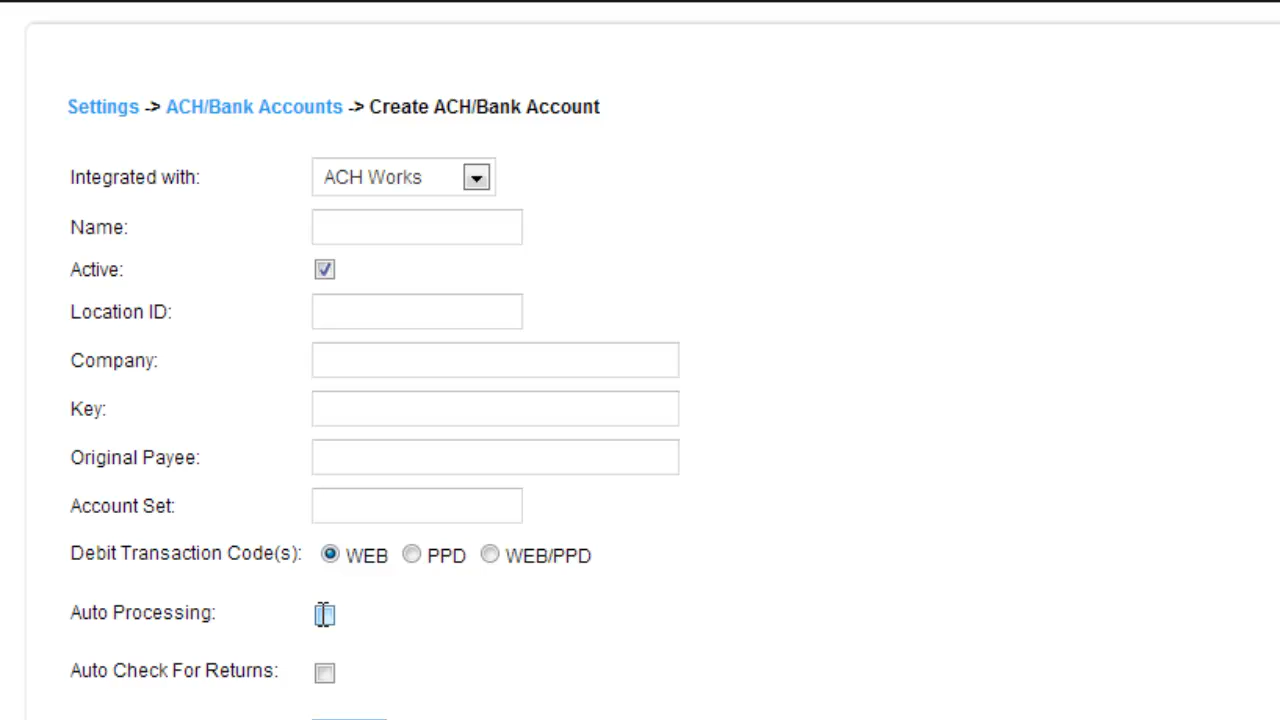 Settings -> ACH/Bank Accounts -> Create ACH/Bank Account
Integrated with: ACH Works
Name:
Active:
Location ID:
Company:
Key:
Original Payee:
Account Set:
Debit Transaction Code(s): WEB PPD WEB/PPD
Auto Processing:
Auto Check For Returns: